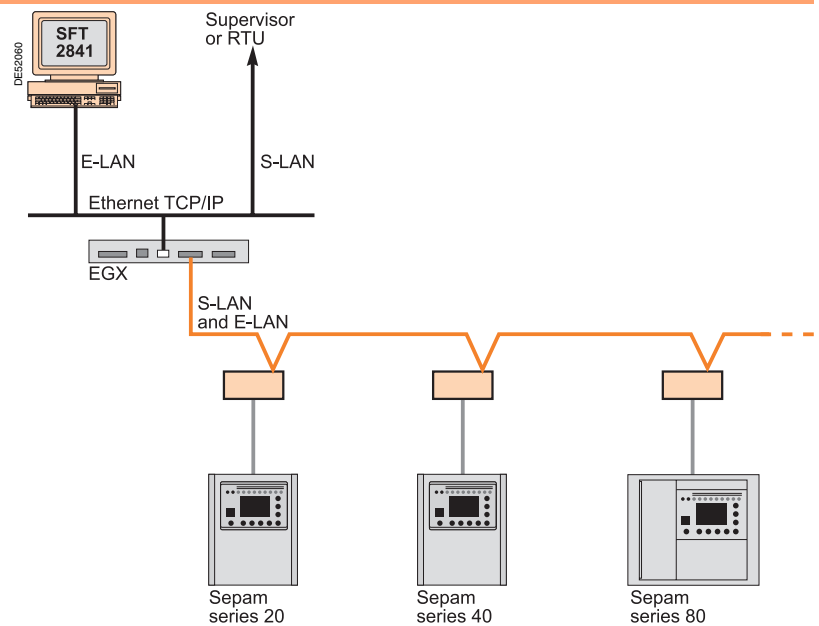 DE52060
SFT
2841
Supervisor
or RTU
E-LAN
S-LAN
Ethernet TCP/IP
EGX
S-LAN
and E-LAN
Sepam
series 20
Sepam
series 40
Sepam
series 80